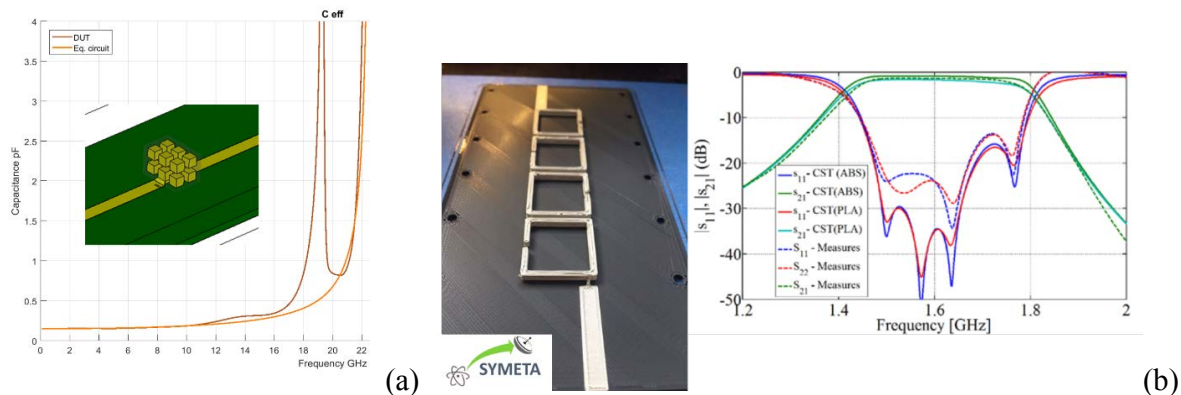 C eff
DUT
Eq. circuit
Capacitance pF
4
3.5
3
2.5
2
1.5
1
0.5
0
0 2 4 6 8 10 12 14 16 18 20 22
Frequency GHz
(a)
SYMETA
|s11|, |s21| (dB)
0
-10
-20
-30
-40
-50
s11- CST (ABS)
s21- CST(ABS)
s11- CST(PLA)
s21- CST(PLA)
S11 - Measures
S22 - Measures
S21 - Measures
1.2 1.4 1.6 1.8 2
Frequency [GHz]
(b)